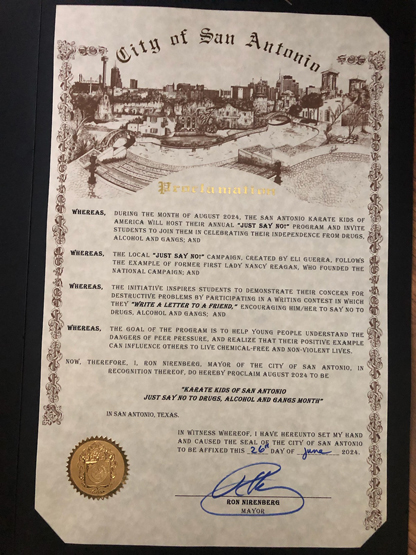 City of San Antonio
Proclamation
WHEREAS, DURING THE MONTH OF AUGUST 2024, THE SAN ANTONIO KARATE KIDS OF
AMERICA WILL HOST THEIR ANNUAL "JUST SAY NO!" PROGRAM AND INVITE
STUDENTS TO JOIN THEM IN CELEBRATING THEIR INDEPENDENCE FROM DRUGS,
ALCOHOL AND GANGS; AND
WHEREAS, THE LOCAL "JUST SAY NO" CAMPAIGN, CREATED BY ELI GUERRA, FOLLOWS
THE EXAMPLE OF FORMER FIRST LADY NANCY REAGAN, WHO FOUNDED THE
NATIONAL CAMPAIGN; AND
WHEREAS, THE INITIATIVE INSPIRES STUDENTS TO DEMONSTRATE THEIR CONCERN FOR
DESTRUCTIVE PROBLEMS BY PARTICIPATING IN A WRITING CONTEST IN WHICH
THEY "WRITE A LETTER TO A FRIEND," ENCOURAGING HIM/HER TO SAY NO TO
DRUGS, ALCOHOL AND GANGS; AND
WHEREAS, THE GOAL OF THE PROGRAM IS TO HELP YOUNG PEOPLE UNDERSTAND THE
DANGERS OF PEER PRESSURE, AND REALIZE THAT THEIR POSITIVE EXAMPLE
CAN INFLUENCE OTHERS TO LIVE CHEMICAL-FREE AND NON-VIOLENT LIVES.
NOW, THEREFORE, I, RON NIRENBERG, MAYOR OF THE CITY OF SAN ANTONIO, IN
RECOGNITION THEREOF, DO HEREBY PROCLAIM AUGUST 2024 TO BE
"KARATE KIDS OF SAN ANTONIO
JUST SAY NO TO DRUGS, ALCOHOL AND GANGS MONTH"
IN SAN ANTONIO, TEXAS.
IN WITNESS WHEREOF, I HAVE HEREUNTO SET MY HAND
AND CAUSED THE SEAL OF THE CITY OF SAN ANTONIO
TO BE AFFIXED THIS 26th DAY OF June 2024.
RON NIRENBERG
MAYOR